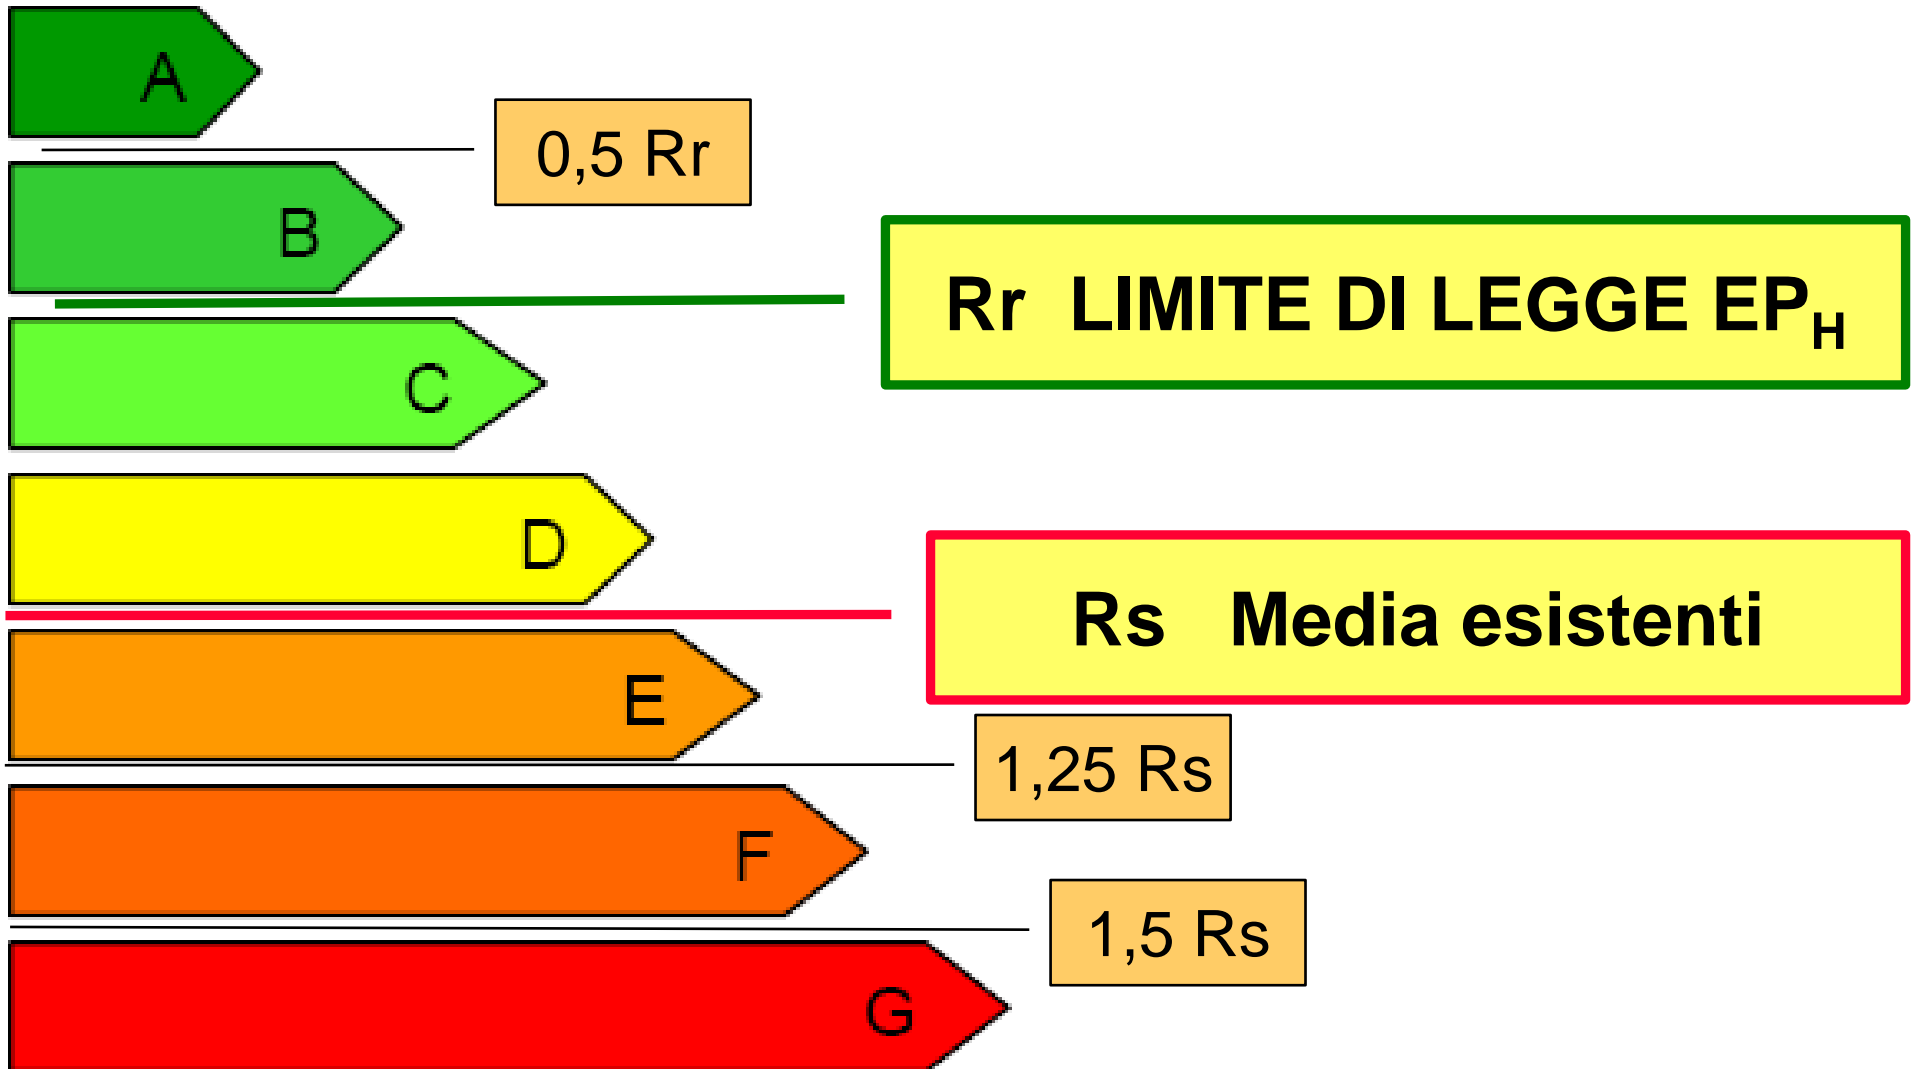 A
0,5 Rr
B
Rr LIMITE DI LEGGE EPH
C
D
Rs Media esistenti
E
1,25 Rs
F
1,5 Rs
G